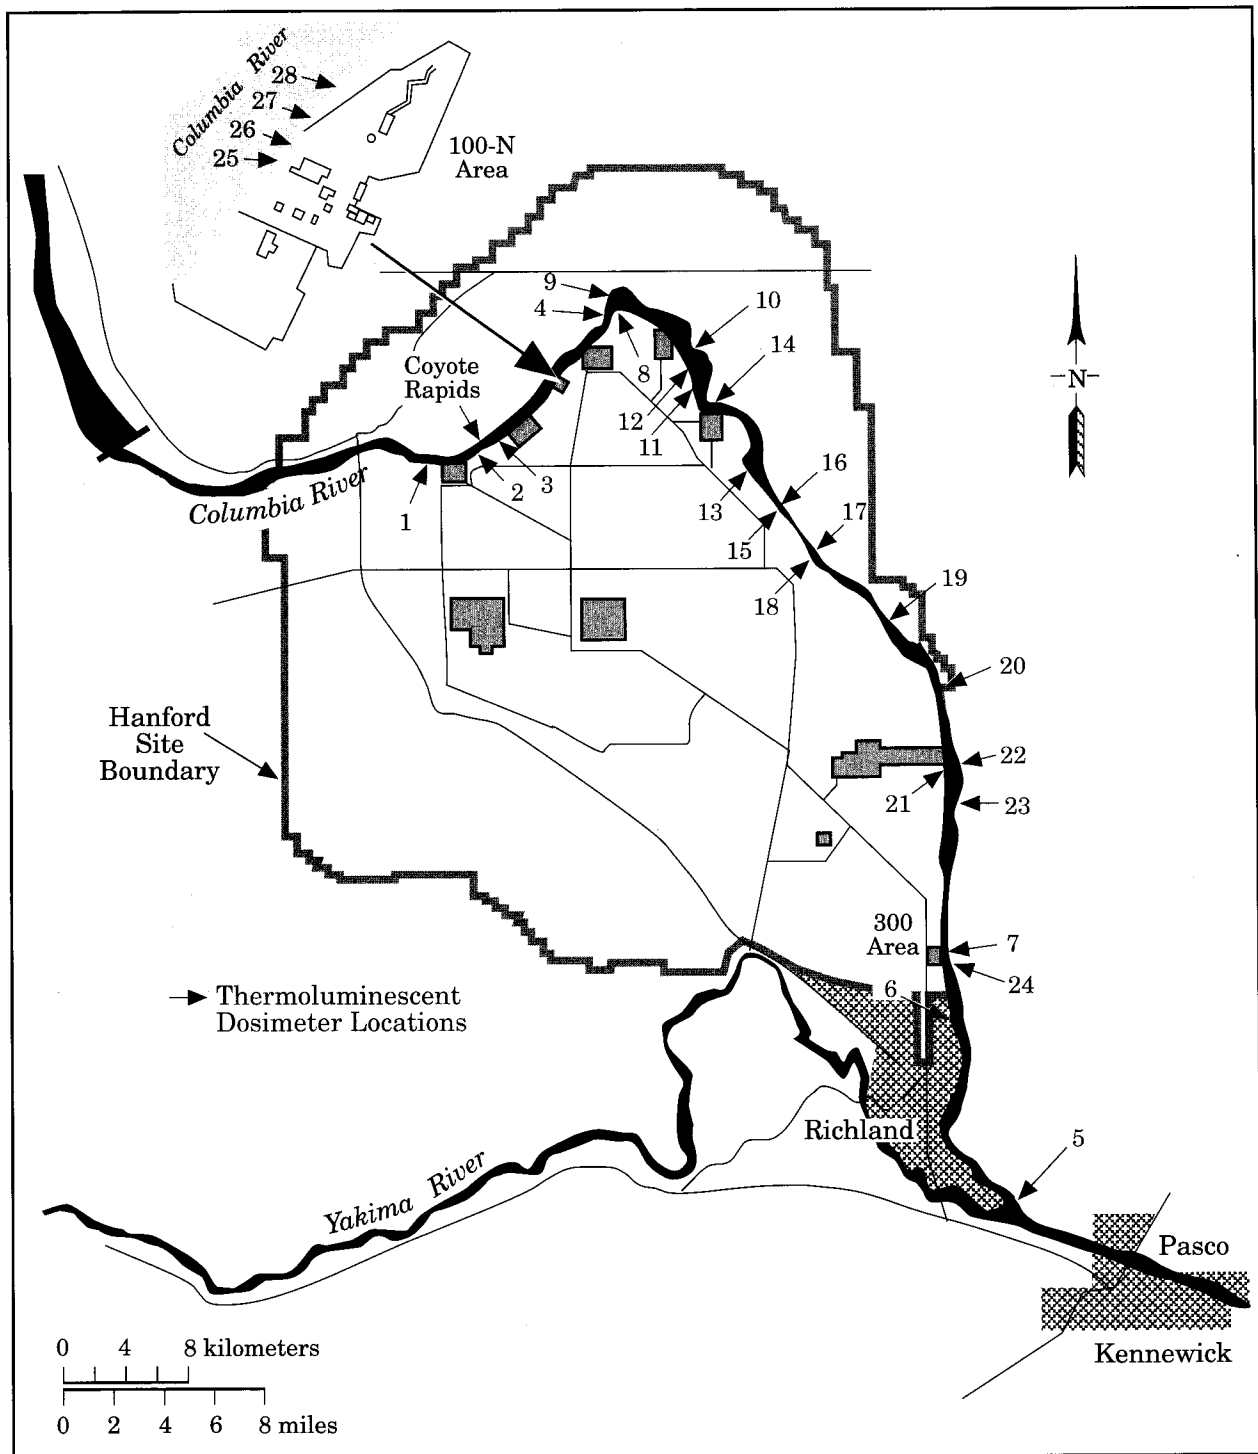 Columbia River
28
27
26
25
100-N
Area
9
4
10
14
Coyote
Rapids
8
12
11
1
2
3
Columbia River
13
16
15
17
18
19
20
Hanford
Site
Boundary
22
21
23
300
Area
7
24
6
Thermoluminescent
Dosimeter Locations
N
Richland
5
Yakima River
Pasco
Kennewick
0 4 8 kilometers
0 2 4 6 8 miles